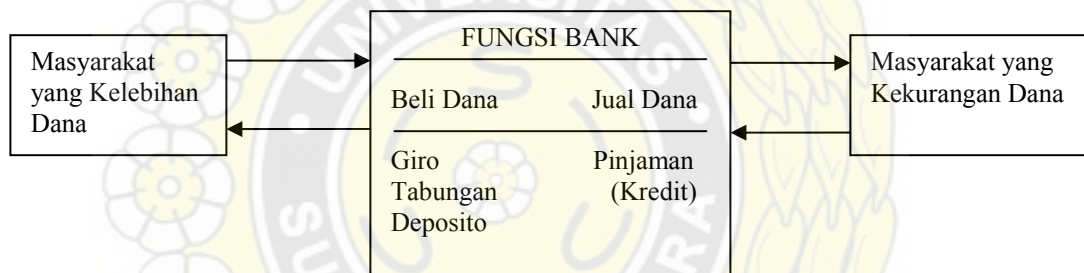 Masyarakat
yang Kelebihan
Dana
FUNGSI BANK
Beli Dana Jual Dana
Giro Pinjaman
Tabungan (Kredit)
Deposito
Masyarakat yang
Kekurangan Dana